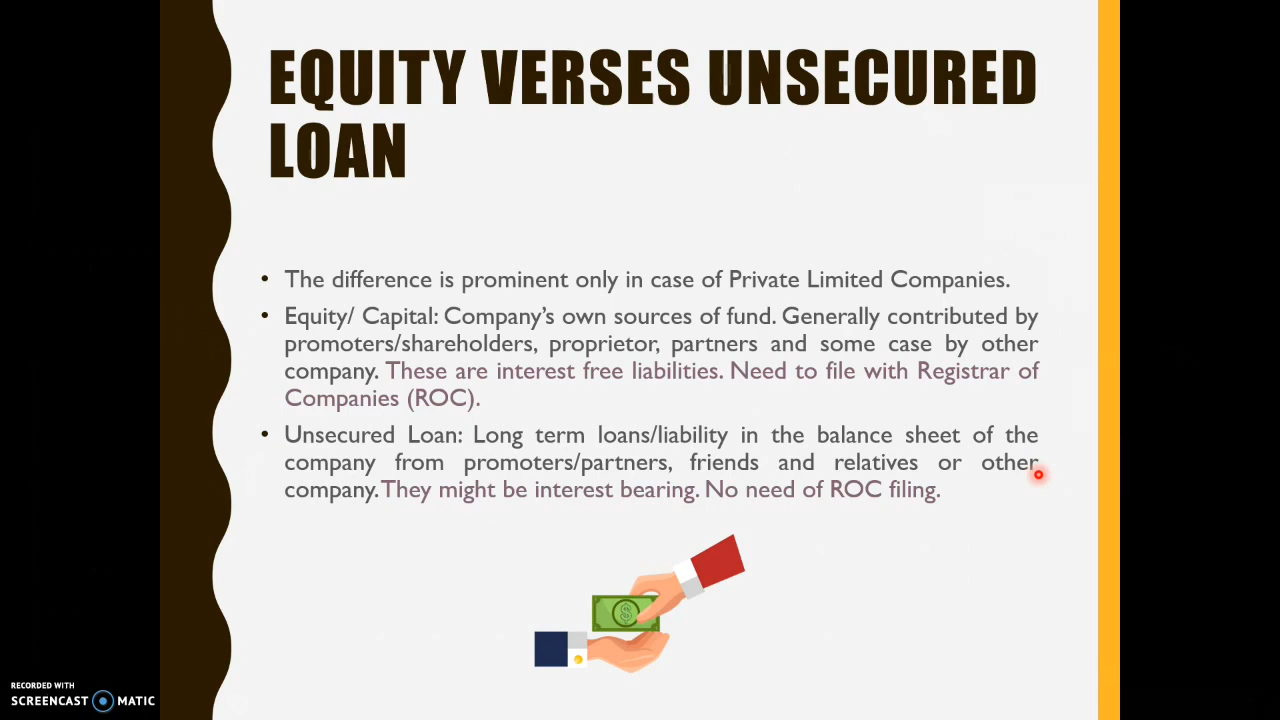 EQUITY VERSES UNSECURED
LOAN
• The difference is prominent only in case of Private Limited Companies.
• Equity/ Capital: Company’s own sources of fund. Generally contributed by
promoters/shareholders, proprietor, partners and some case by other
company. These are interest free liabilities. Need to file with Registrar of
Companies (ROC).
• Unsecured Loan: Long term loans/liability in the balance sheet of the
company from promoters/partners, friends and relatives or other
company. They might be interest bearing. No need of ROC filing.
$
RECORDED WITH
SCREENCAST MATIC